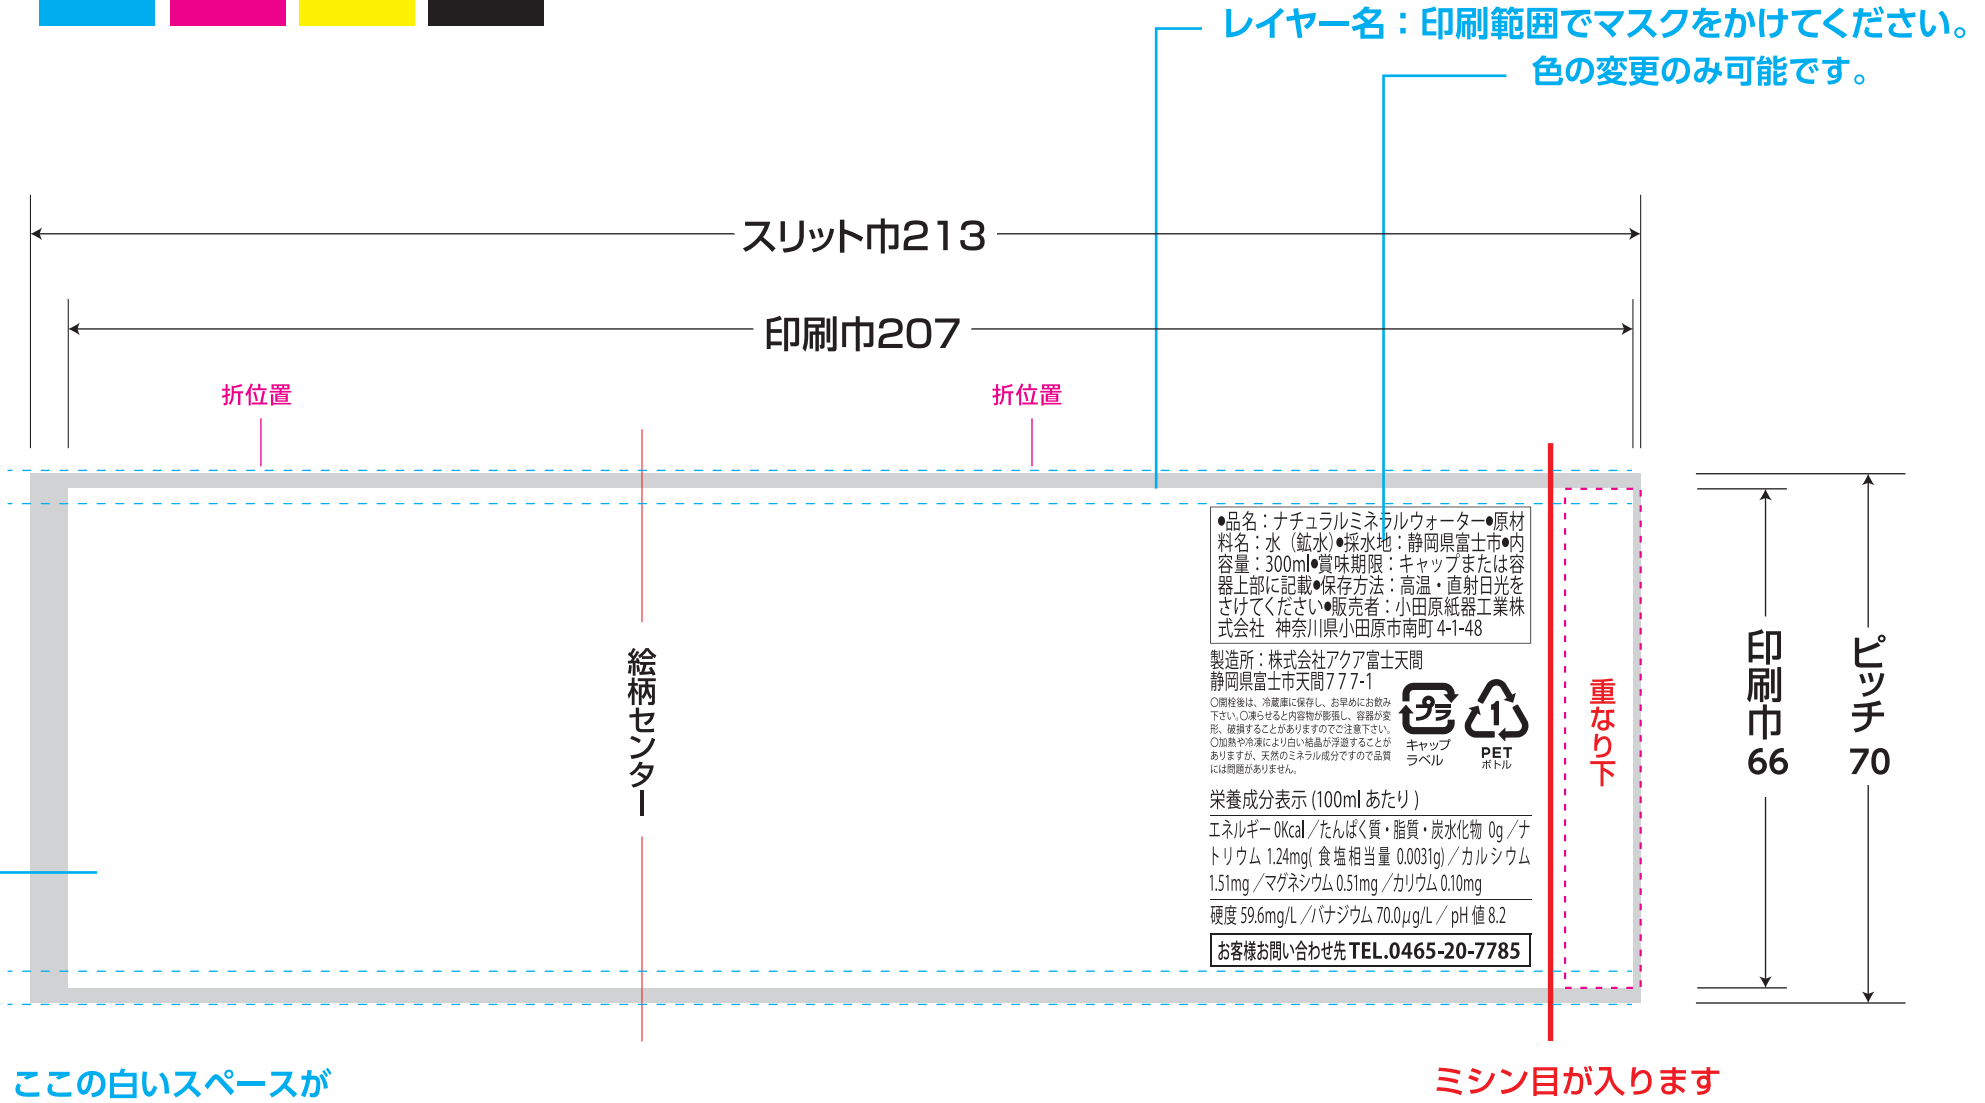 レイヤー名：印刷範囲でマスクをかけてください。
色の変更のみ可能です。
スリット巾213
印刷巾207
折位置
折位置
●品名：ナチュラルミネラルウォーター●原材
料名：水（鉱水）●採水地：静岡県富士市●内
容量：300ml●賞味期限：キャップまたは容
器上部に記載●保存方法：高温・直射日光を
さけてください●販売者：小田原紙器工業株
式会社 神奈川県小田原市南町 4-1-48
製造所：株式会社アクア富士天間
静岡県富士市天間777-1
○開栓後は、冷蔵庫に保存し、お早めにお飲み
下さい。○凍らせると内容物が膨張し、容器が変
形、破損することがありますのでご注意下さい。
○加熱や冷凍により白い結晶が浮遊することが
ありますが、天然のミネラル成分ですので品質
には問題がありません。
プラ
キャップ
ラベル
1
PET
ボトル
栄養成分表示 (100ml あたり )
エネルギー 0Kcal ／たんぱく質・脂質・炭水化物 0g ／ナ
トリウム 1.24mg( 食塩相当量 0.0031g) ／カルシウム
1.51mg ／マグネシウム 0.51mg ／カリウム 0.10mg
硬度 59.6mg/L ／バナジウム 70.0μg/L ／ pH 値 8.2
お客様お問い合わせ先 TEL.0465-20-7785
絵柄センター
重なり下
印刷巾66
ピッチ70
ここの白いスペースが
ミシン目が入ります